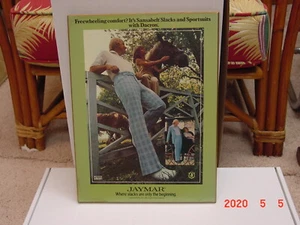 Freewheeling comfort? It's Sansabelt Slacks and Sportsuits
with Dacron.
JAYMAR
Where slacks are only the beginning.
2020 5 5